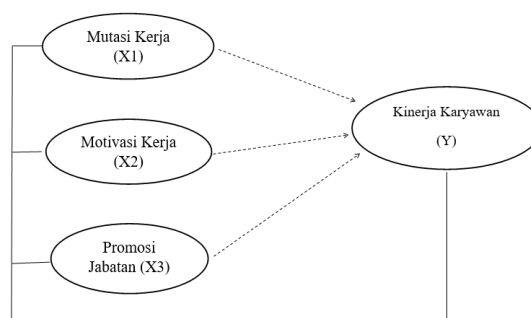 Mutasi Kerja
(X1)
Motivasi Kerja
(X2)
Promosi
Jabatan (X3)
Kinerja Karyawan
(Y)